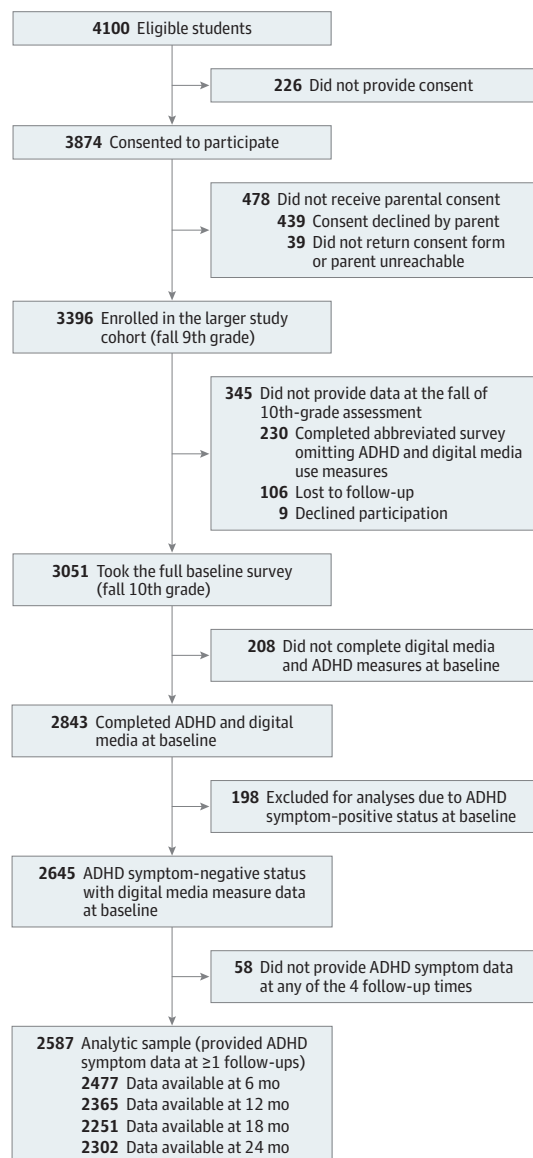 4100 Eligible students
226 Did not provide consent
3874 Consented to participate
478 Did not receive parental consent
439 Consent declined by parent
39 Did not return consent form
or parent unreachable
3396 Enrolled in the larger study
cohort (fall 9th grade)
345 Did not provide data at the fall of
10th-grade assessment
230 Completed abbreviated survey
omitting ADHD and digital media
use measures
106 Lost to follow-up
9 Declined participation
3051 Took the full baseline survey
(fall 10th grade)
208 Did not complete digital media
and ADHD measures at baseline
2843 Completed ADHD and digital
media at baseline
198 Excluded for analyses due to ADHD
symptom-positive status at baseline
2645 ADHD symptom-negative status
with digital media measure data
at baseline
58 Did not provide ADHD symptom data
at any of the 4 follow-up times
2587 Analytic sample (provided ADHD
symptom data at ≥1 follow-ups)
2477 Data available at 6 mo
2365 Data available at 12 mo
2251 Data available at 18 mo
2302 Data available at 24 mo